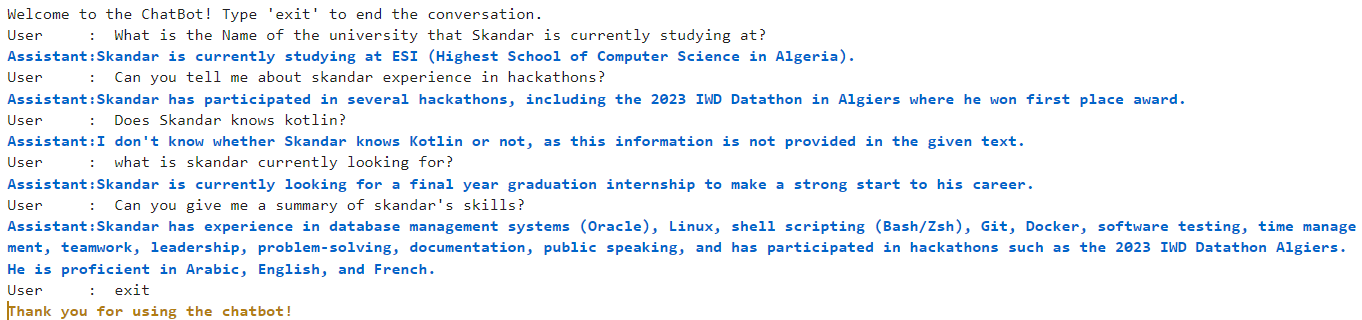 Welcome to the ChatBot! Type 'exit' to end the conversation.
User     :  What is the Name of the university that Skandar is currently studying at?
Assistant:Skandar is currently studying at ESI (Highest School of Computer Science in Algeria).
User     :  Can you tell me about skandar experience in hackathons?
Assistant:Skandar has participated in several hackathons, including the 2023 IWD Datathon in Algiers where he won first place award.
User     :  Does Skandar knows kotlin?
Assistant:I don't know whether Skandar knows Kotlin or not, as this information is not provided in the given text.
User     :  what is skandar currently looking for?
Assistant:Skandar is currently looking for a final year graduation internship to make a strong start to his career.
User     :  Can you give me a summary of skandar's skills?
Assistant:Skandar has experience in database management systems (Oracle), Linux, shell scripting (Bash/Zsh), Git, Docker, software testing, time manage
ment, teamwork, leadership, problem-solving, documentation, public speaking, and has participated in hackathons such as the 2023 IWD Datathon Algiers.
He is proficient in Arabic, English, and French.
User     :  exit
Thank you for using the chatbot!